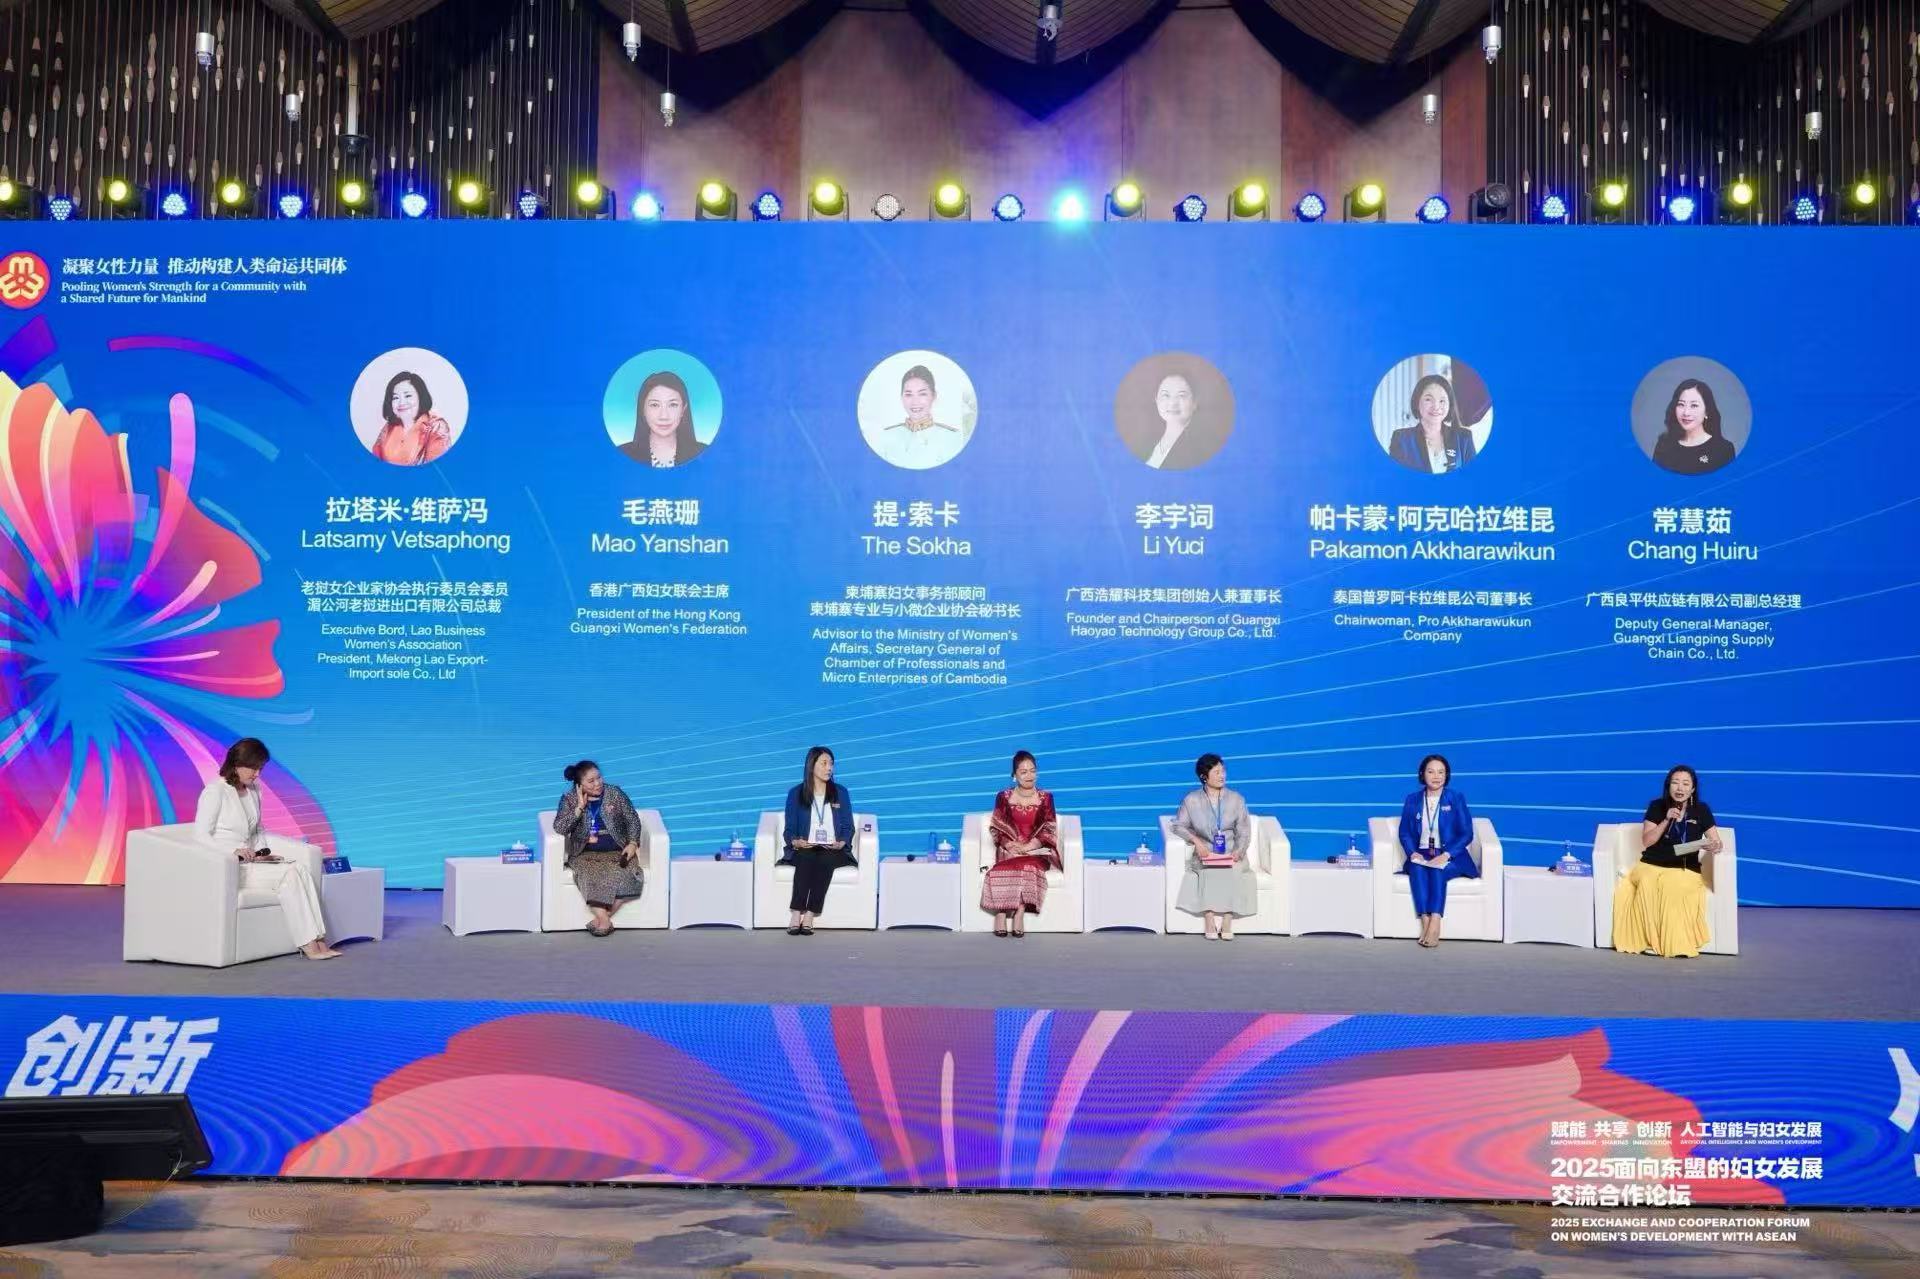 凝聚女性力量 推动构建人类命运共同体
Pooling Women's Strength for a Community with
a Shared Future for Mankind
拉塔米·维萨冯
Latsamy Vetsaphong
老挝女企业家协会执行委员会委员
湄公河老挝进出口有限公司总裁
Executive Bord, Lao Business
Women's Association
President, Mekong Lao Export-
Import sole Co., Ltd
毛燕珊
Mao Yanshan
香港广西妇女联会主席
President of the Hong Kong
Guangxi Women's Federation
提·索卡
The Sokha
柬埔寨妇女事务部顾问
柬埔寨专业与小微企业协会秘书长
Advisor to the Ministry of Women's
Affairs, Secretary General of
Chamber of Professionals and
Micro Enterprises of Cambodia
李宇词
Li Yuci
广西浩耀科技集团创始人兼董事长
Founder and Chairperson of Guangxi
Haoyao Technology Group Co., Ltd.
帕卡蒙·阿克哈拉维昆
Pakamon Akkharawikun
泰国普罗阿卡拉维昆公司董事长
Chairwoman, Pro Akkharawukun
Company
常慧茹
Chang Huiru
广西良平供应链有限公司副总经理
Deputy General Manager,
Guangxi Liangping Supply
Chain Co., Ltd.
创新
赋能 共享 创新 人工智能与妇女发展
EMPOWERMENT SHARING INNOVATION ARTIFICIAL INTELLIGENCE AND WOMEN'S DEVELOPMENT
2025面向东盟的妇女发展
交流合作论坛
2025 EXCHANGE AND COOPERATION FORUM
ON WOMEN'S DEVELOPMENT WITH ASEAN